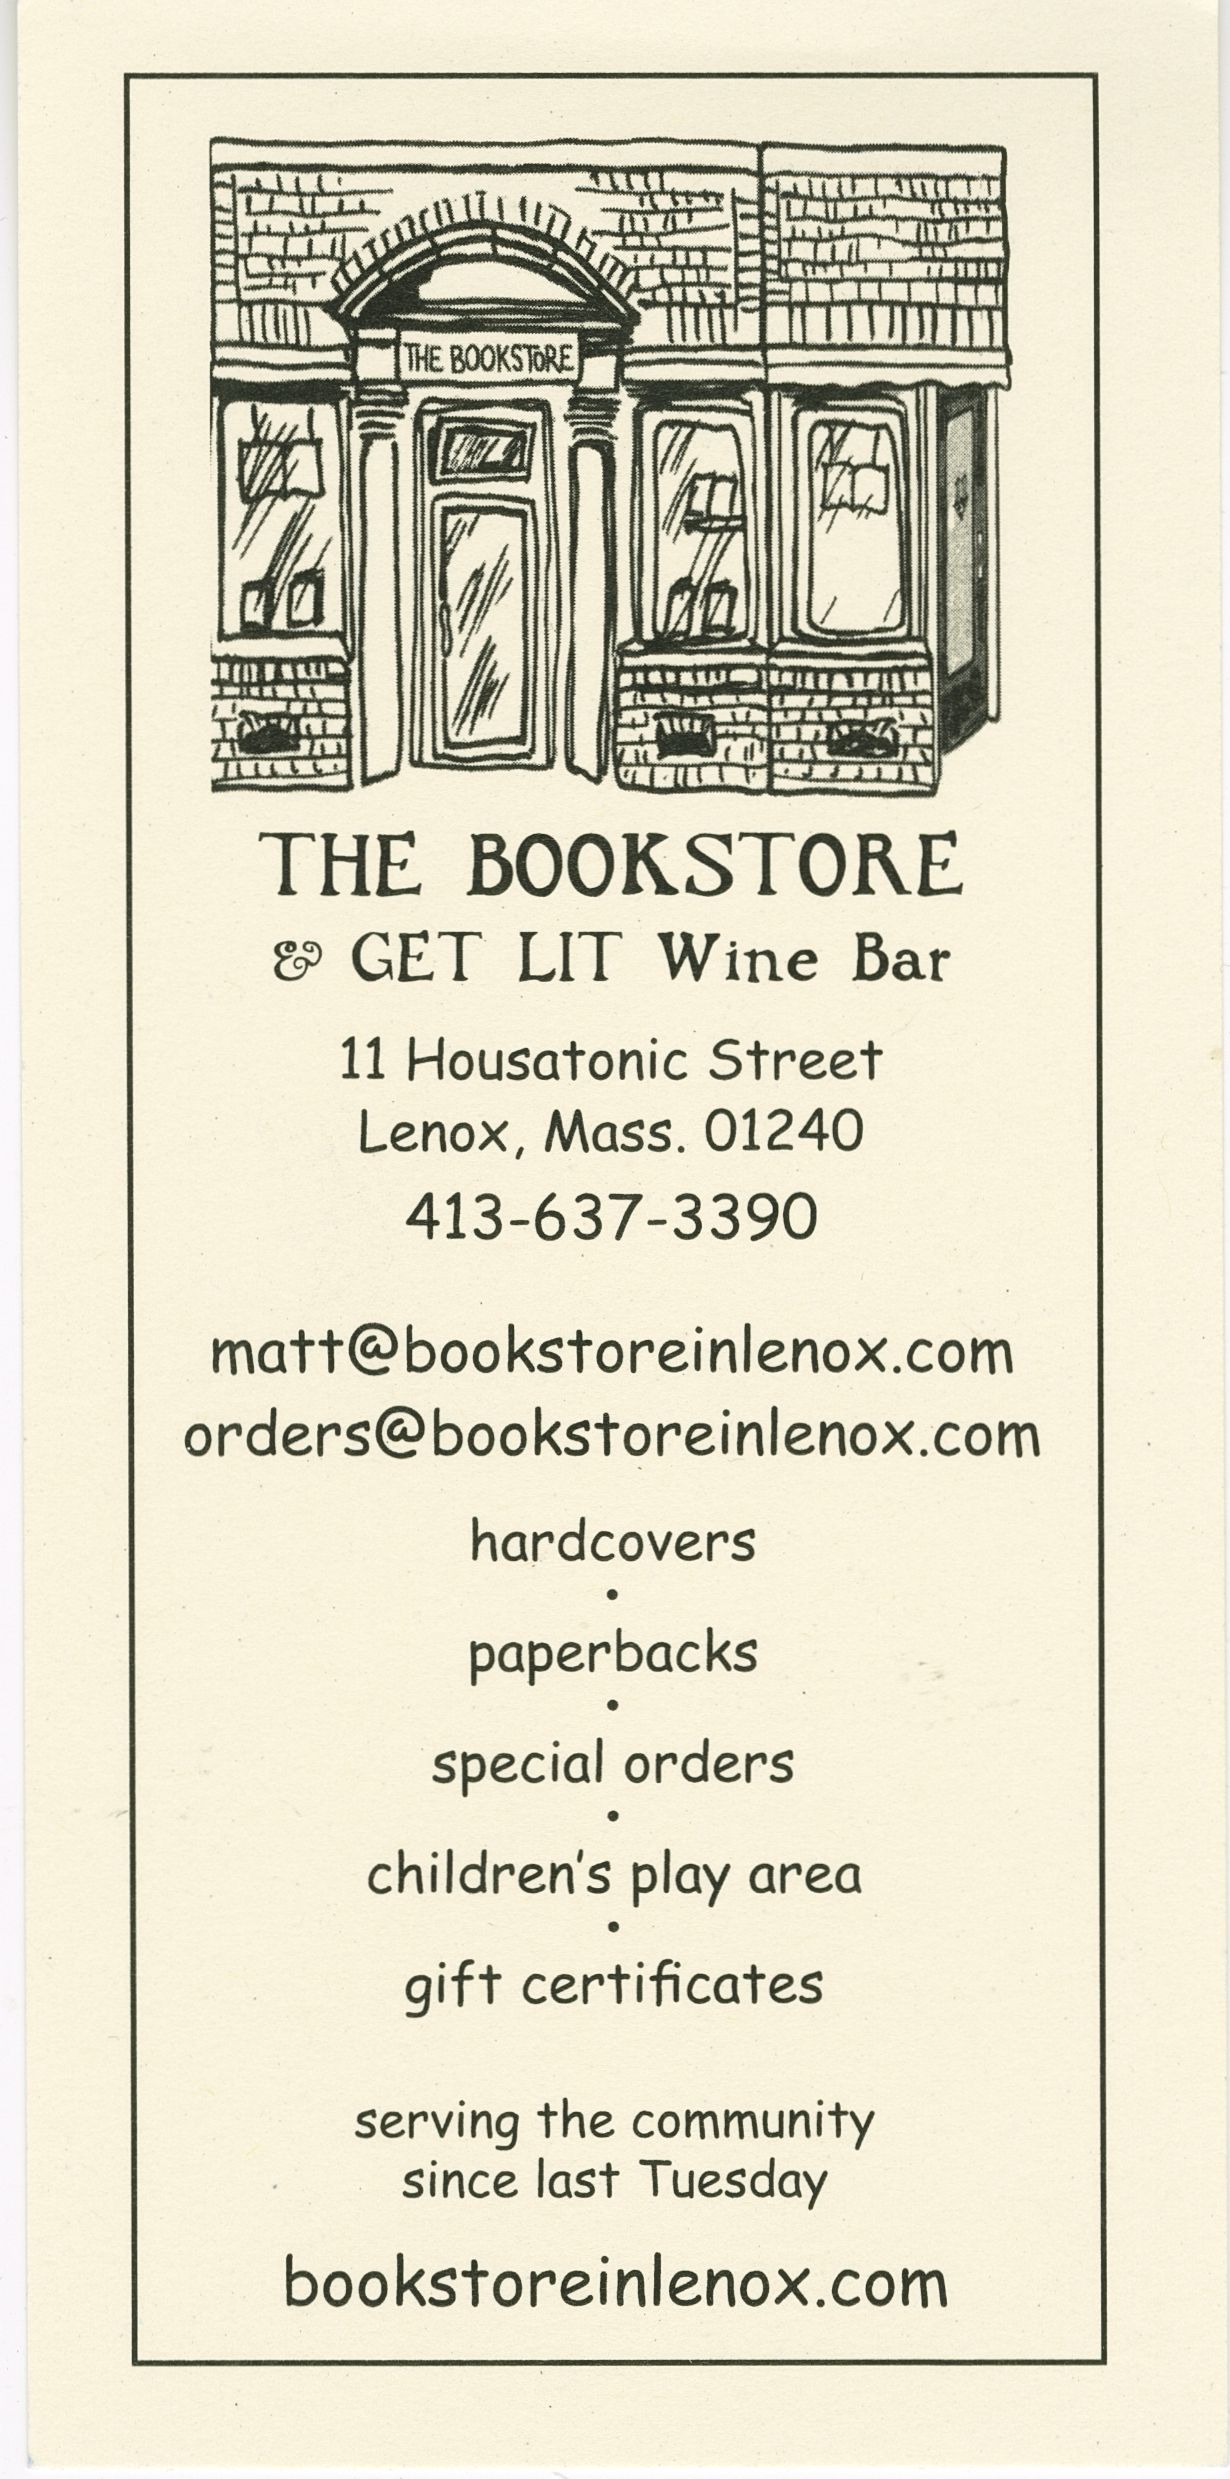 THE BOOKSTORE
THE BOOKSTORE
& GET LIT Wine Bar
11 Housatonic Street
Lenox, Mass. 01240
413-637-3390
matt@bookstoreinlenox.com
orders@bookstoreinlenox.com
hardcovers
•
paperbacks
•
special orders
•
children's play area
•
gift certificates
serving the community
since last Tuesday
bookstoreinlenox.com